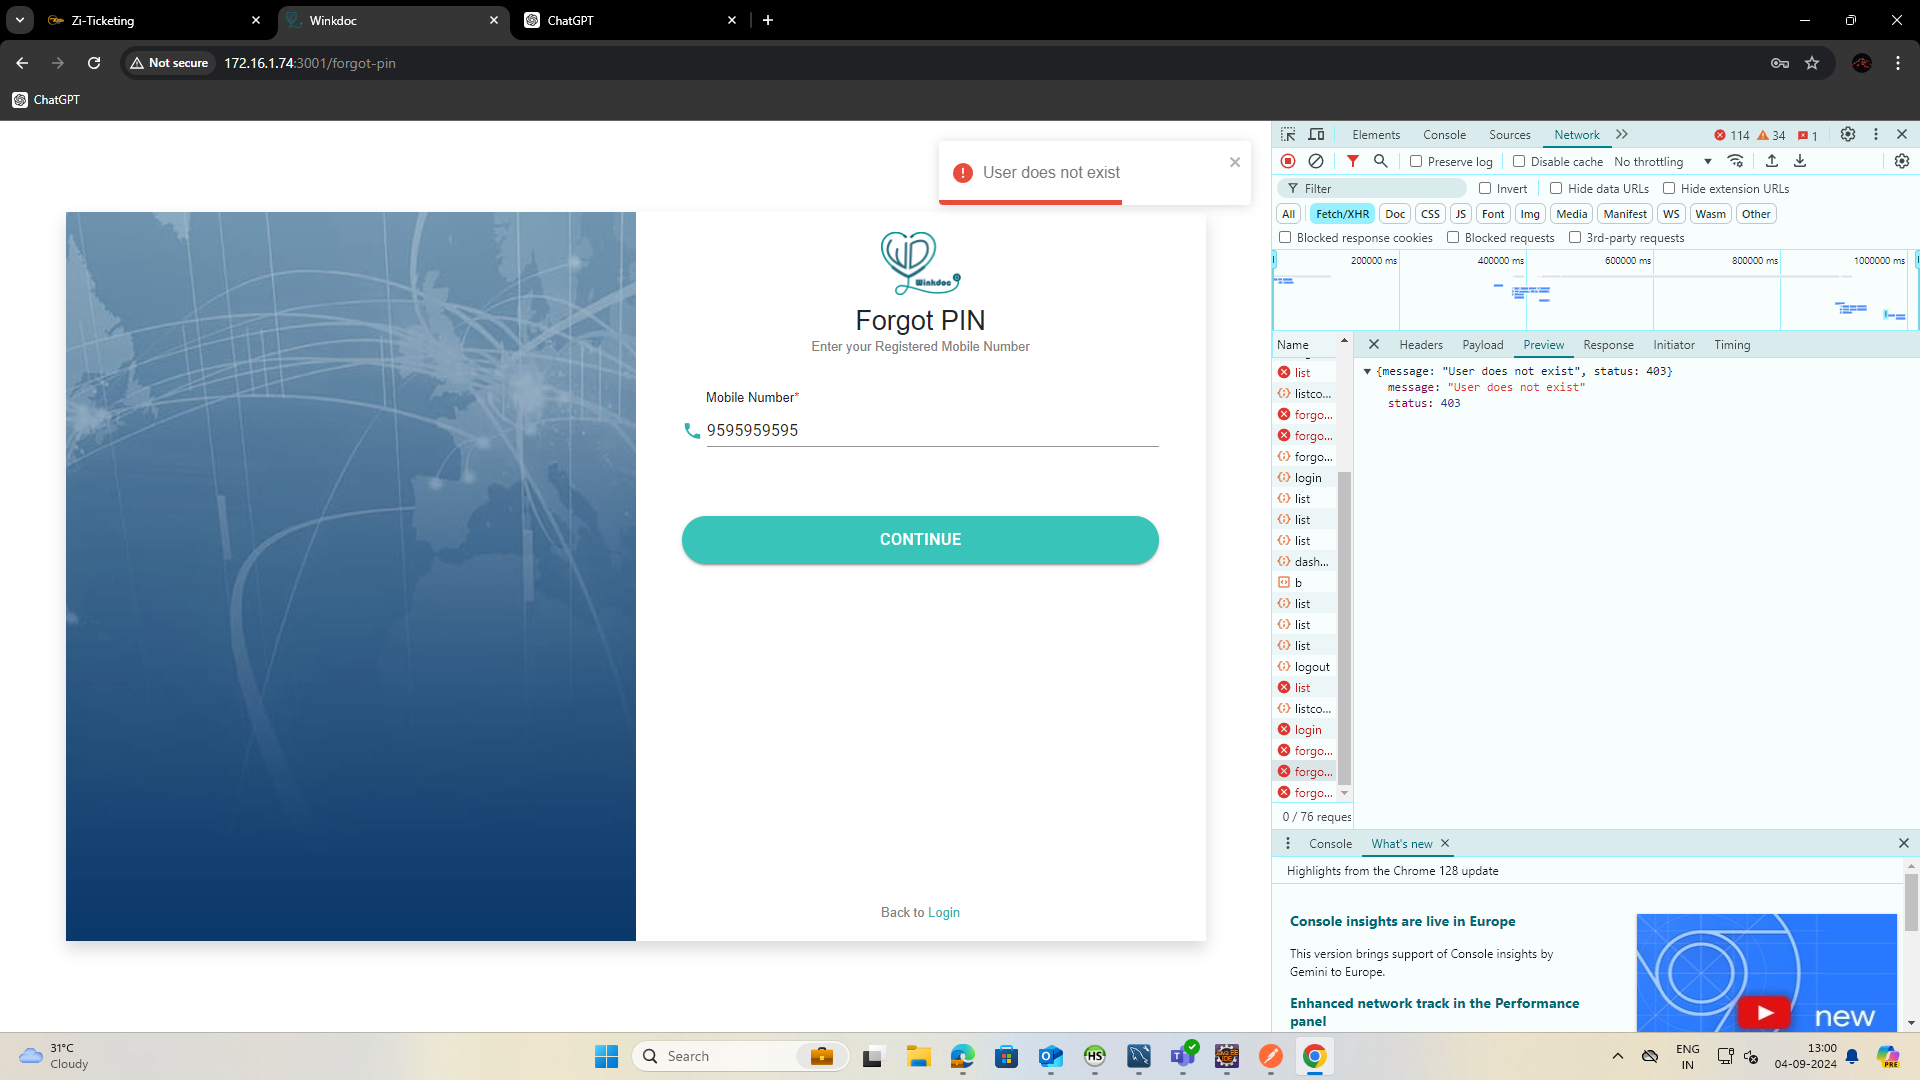 Zi-Ticketing
Winkdoc
ChatGPT
Not secure
172.16.1.74:3001/forgot-pin
ChatGPT
User does not exist
Winkdoc
Forgot PIN
Enter your Registered Mobile Number
Mobile Number*
9595959595
CONTINUE
Back to Login
Elements Console Sources Network 114 34 1
Preserve log Disable cache No throttling
Filter Invert Hide data URLs Hide extension URLs
All Fetch/XHR Doc CSS JS Font Img Media Manifest WS Wasm Other
Blocked response cookies Blocked requests 3rd-party requests
200000 ms 400000 ms 600000 ms 800000 ms 1000000 ms
Name
list
listco...
forgo...
forgo...
forgo...
login
list
list
list
dash...
b
list
list
list
logout
list
listco...
login
forgo...
forgo...
forgo...
0 / 76 reques
Headers Payload Preview Response Initiator Timing
{message: "User does not exist", status: 403}
message: "User does not exist"
status: 403
Console What's new
Highlights from the Chrome 128 update
Console insights are live in Europe
This version brings support of Console insights by
Gemini to Europe.
Enhanced network track in the Performance
panel
new
31°C
Cloudy
Search
HS
ENG
IN
13:00
04-09-2024
PRE